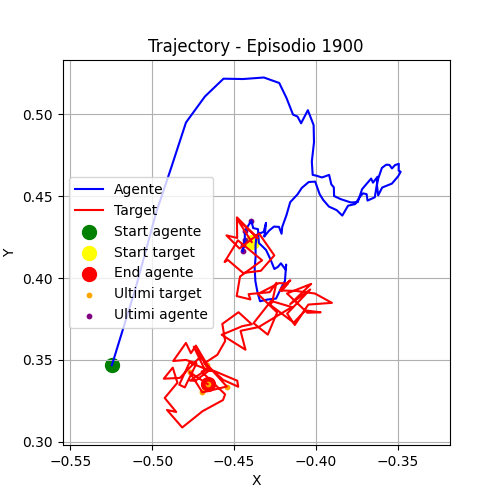 Trajectory - Episodio 1900
Y
0.50
0.45
0.40
0.35
0.30
Agente
Target
Start agente
Start target
End agente
Ultimi target
Ultimi agente
−0.55
−0.50
−0.45
−0.40
−0.35
X